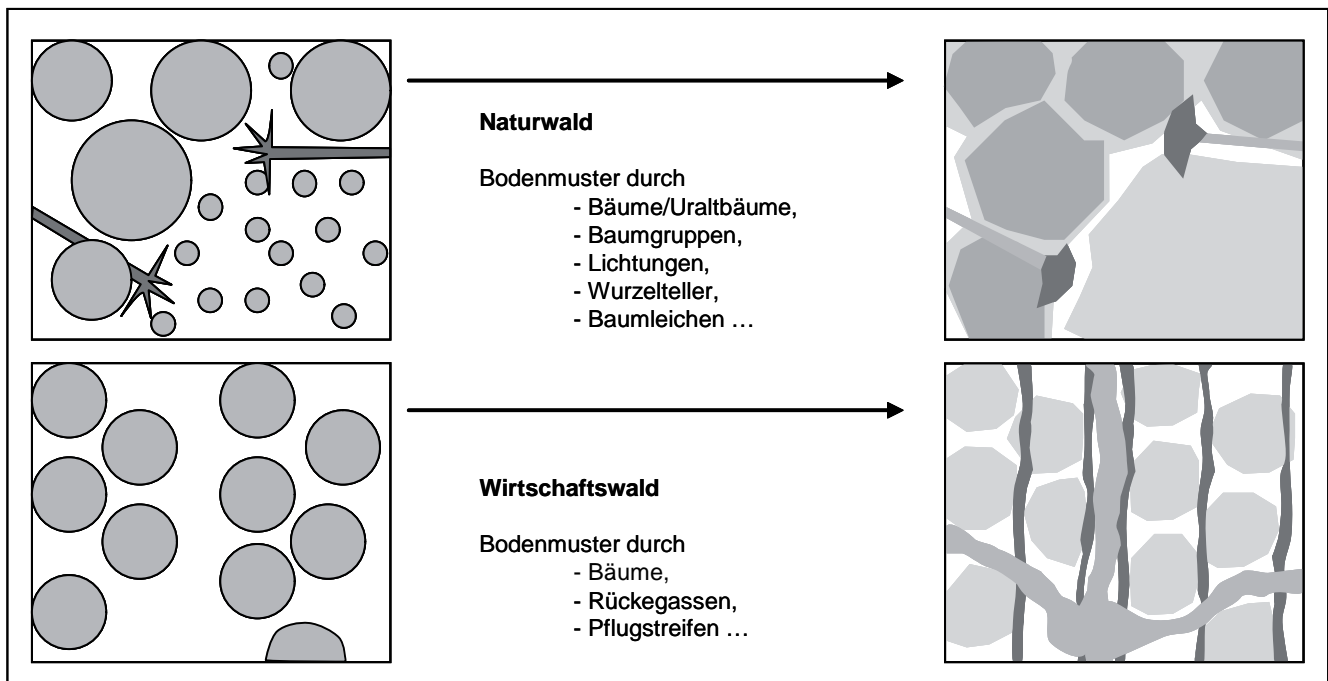 Naturwald
Bodenmuster durch
- Bäume/Uraltbäume,
- Baumgruppen,
- Lichtungen,
- Wurzelteller,
- Baumleichen …
Wirtschaftswald
Bodenmuster durch
- Bäume,
- Rückegassen,
- Pflugstreifen …